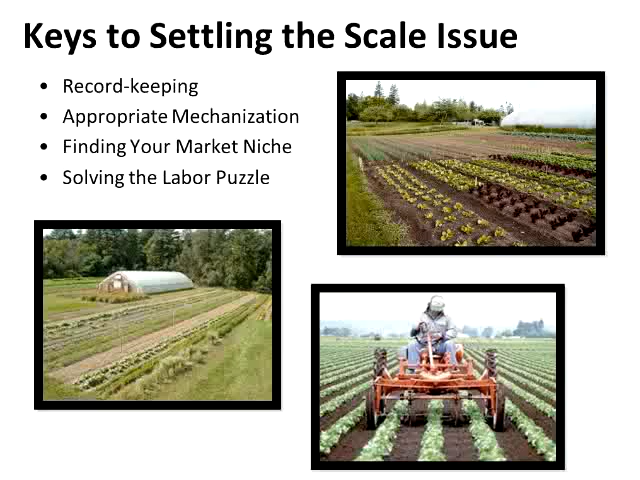 Keys to Settling the Scale Issue
• Record-keeping
• Appropriate Mechanization
• Finding Your Market Niche
• Solving the Labor Puzzle